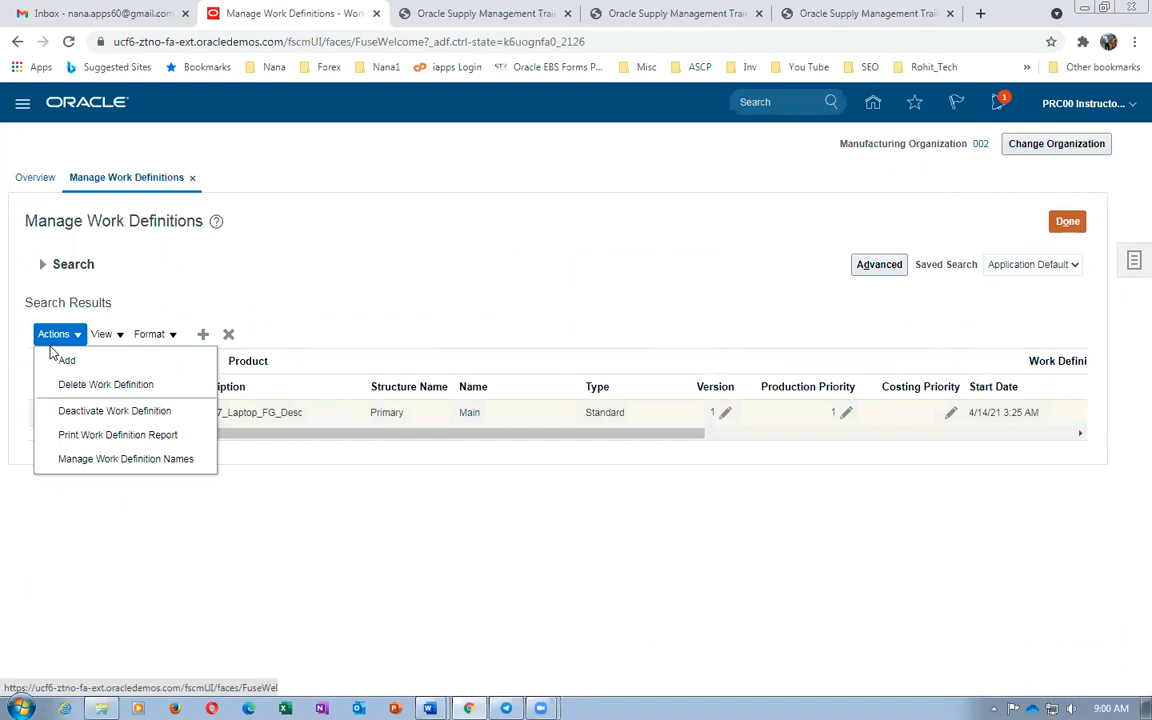 Inbox - nana.apps60@gmail.com
Manage Work Definitions - Work
Oracle Supply Management Train
Oracle Supply Management Train
Oracle Supply Management Train
ucf6-ztno-fa-ext.oracledemos.com/fscmUI/faces/FuseWelcome?_adf.ctrl-state=k6uognfa0_2126
Apps Suggested Sites Bookmarks Nana Forex Nana1 iapps Login Oracle EBS Forms P... Misc ASCP Inv You Tube SEO Rohit_Tech » Other bookmarks
ORACLE Search 1 PRC00 Instructo...
Manufacturing Organization 002 Change Organization
Overview Manage Work Definitions ×
Manage Work Definitions ? Done
Search Advanced Saved Search Application Default
Search Results
Actions View Format
Add
Delete Work Definition
Deactivate Work Definition
Print Work Definition Report
Manage Work Definition Names
Product Work Defini
iption Structure Name Name Type Version Production Priority Costing Priority Start Date
7_Laptop_FG_Desc Primary Main Standard 1 1 4/14/21 3:25 AM
https://ucf6-ztno-fa-ext.oracledemos.com/fscmUI/faces/FuseWel
9:00 AM